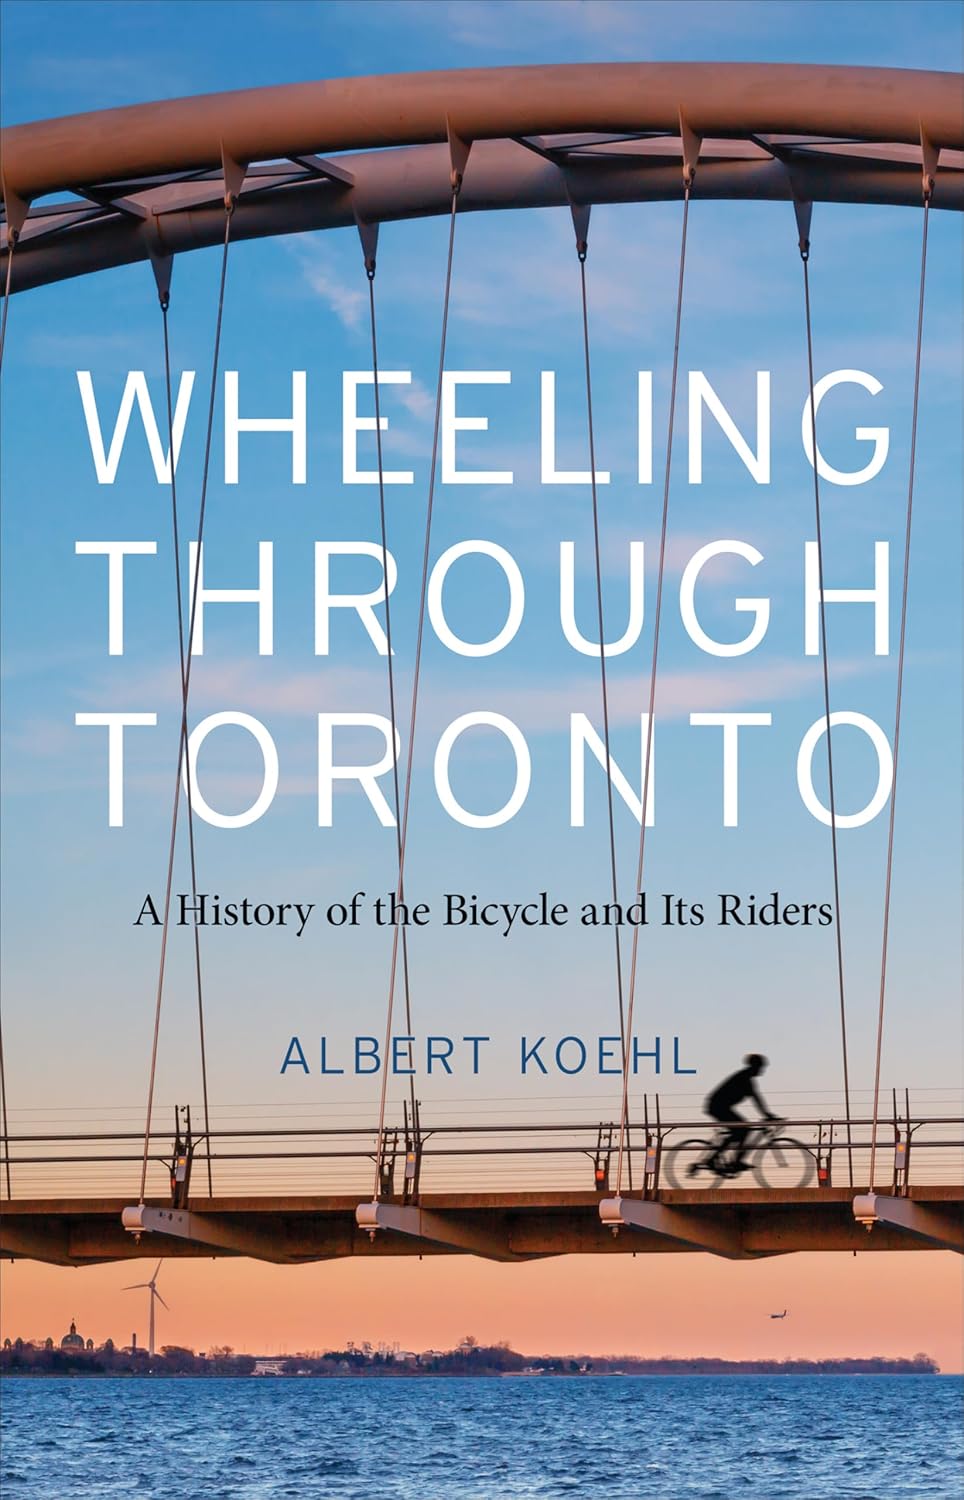 WHEELING
THROUGH
TORONTO
A History of the Bicycle and Its Riders
ALBERT KOEHL